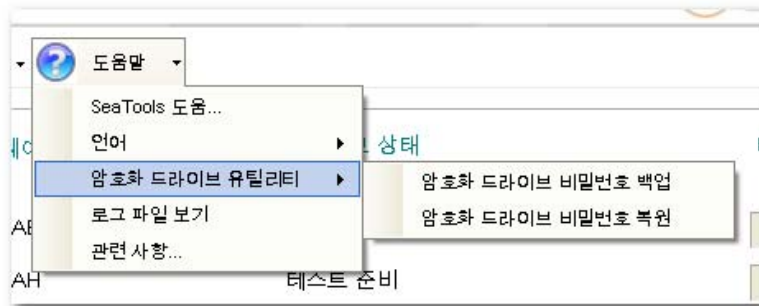 도움말
SeaTools 도움...
언어
상태
암호화 드라이브 유틸리티
암호화 드라이브 비밀번호 백업
로그 파일 보기
암호화 드라이브 비밀번호 복원
관련 사항...
AH
테스트 준비